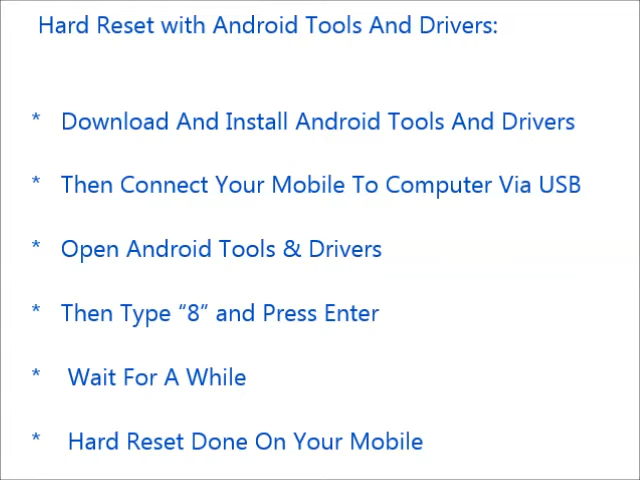 Hard Reset with Android Tools And Drivers:
* Download And Install Android Tools And Drivers
* Then Connect Your Mobile To Computer Via USB
* Open Android Tools & Drivers
* Then Type “8” and Press Enter
* Wait For A While
* Hard Reset Done On Your Mobile